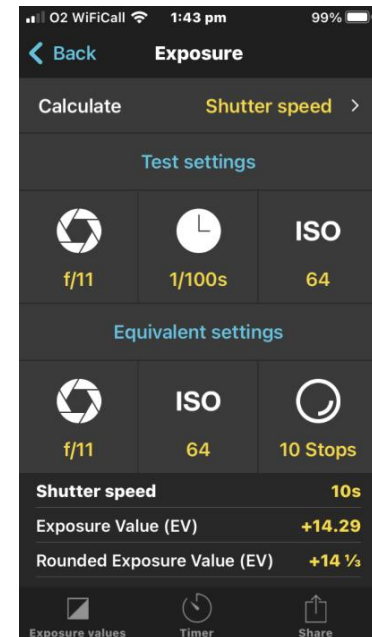 O2 WiFiCall 1:43 pm 99%
Back Exposure
Calculate Shutter speed >
Test settings
ISO
f/11 1/100s 64
Equivalent settings
ISO
f/11 64 10 Stops
Shutter speed 10s
Exposure Value (EV) +14.29
Rounded Exposure Value (EV) +14 ⅓
Exposure values Timer Share